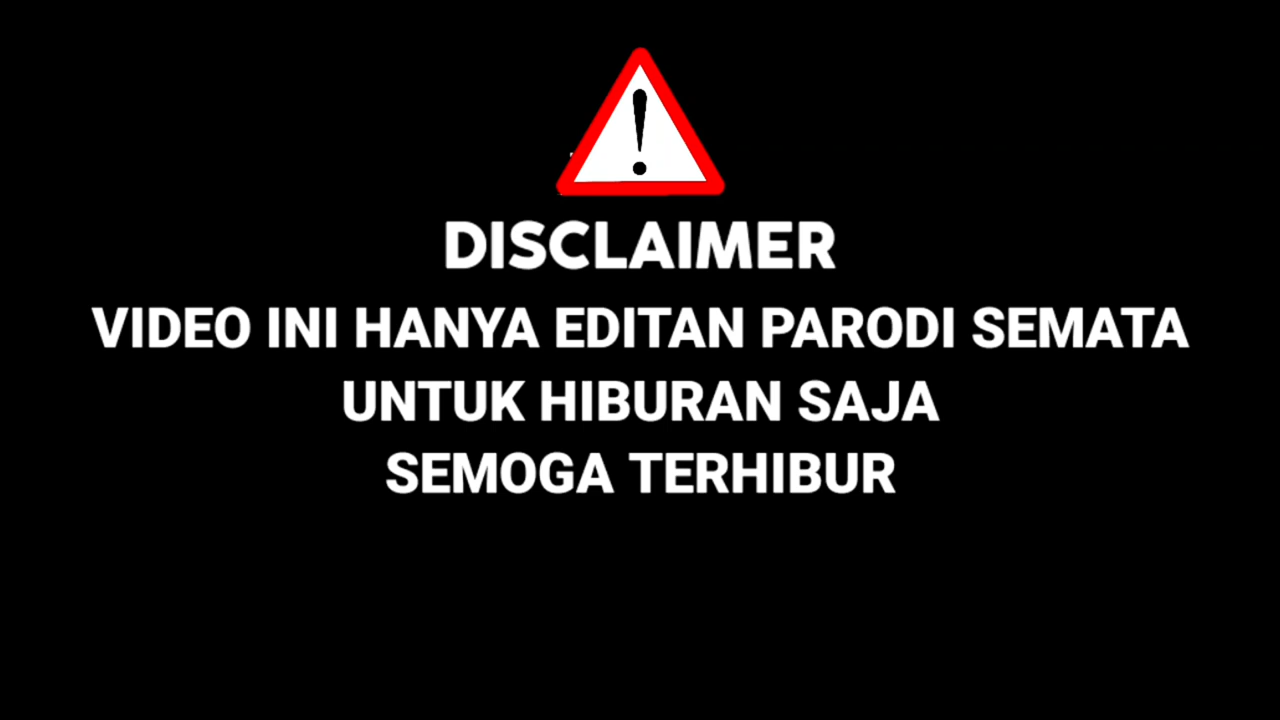 DISCLAIMER
VIDEO INI HANYA EDITAN PARODI SEMATA
UNTUK HIBURAN SAJA
SEMOGA TERHIBUR